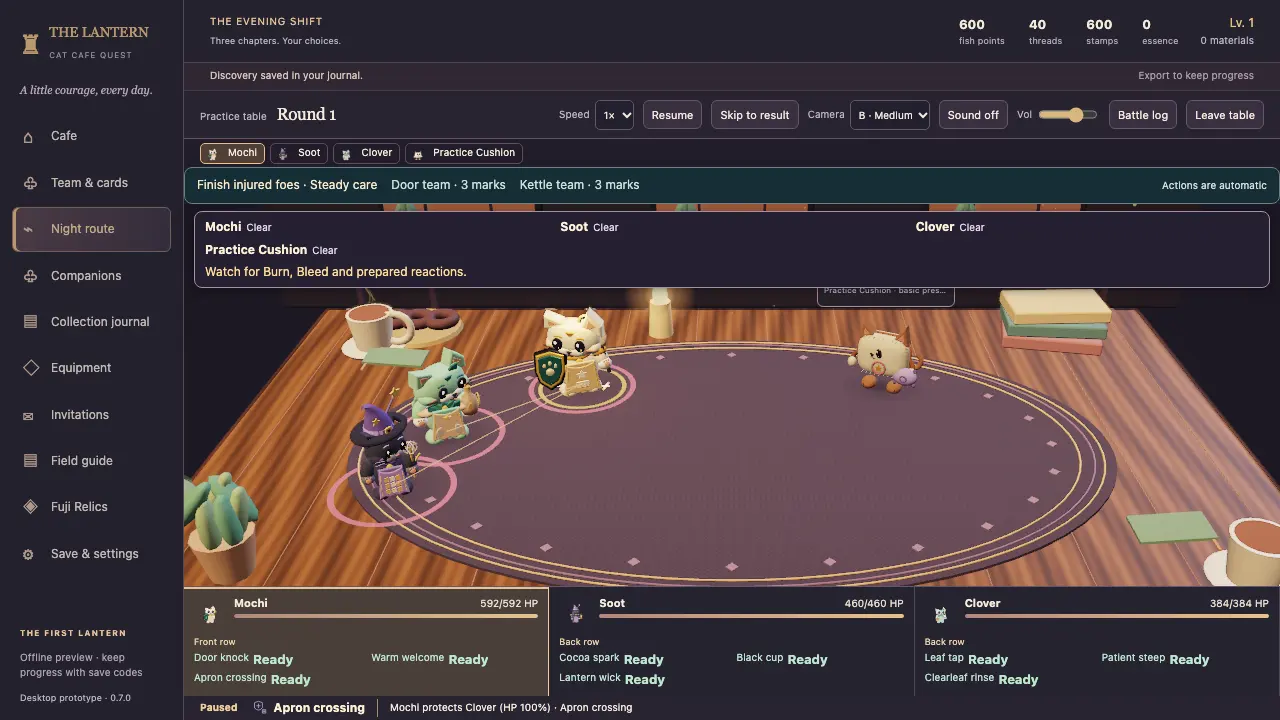 THE LANTERN
CAT CAFE QUEST
A little courage, every day.
Cafe
Team & cards
Night route
Companions
Collection journal
Equipment
Invitations
Field guide
Fuji Relics
Save & settings
THE FIRST LANTERN
Offline preview · keep
progress with save codes
Desktop prototype · 0.7.0
THE EVENING SHIFT
Three chapters. Your choices.
600 fish points
40 threads
600 stamps
0 essence
Lv. 1
0 materials
Discovery saved in your journal.
Export to keep progress
Practice table Round 1
Speed 1x Resume Skip to result Camera B · Medium Sound off Vol Battle log Leave table
Mochi Soot Clover Practice Cushion
Finish injured foes · Steady care Door team · 3 marks Kettle team · 3 marks Actions are automatic
Mochi Clear Soot Clear Clover Clear
Practice Cushion Clear
Watch for Burn, Bleed and prepared reactions.
Practice Cushion · basic pres...
Mochi 592/592 HP
Front row
Door knock Ready Warm welcome Ready
Apron crossing Ready
Soot 460/460 HP
Back row
Cocoa spark Ready Black cup Ready
Lantern wick Ready
Clover 384/384 HP
Back row
Leaf tap Ready Patient steep Ready
Clearleaf rinse Ready
Paused Apron crossing Mochi protects Clover (HP 100%) · Apron crossing